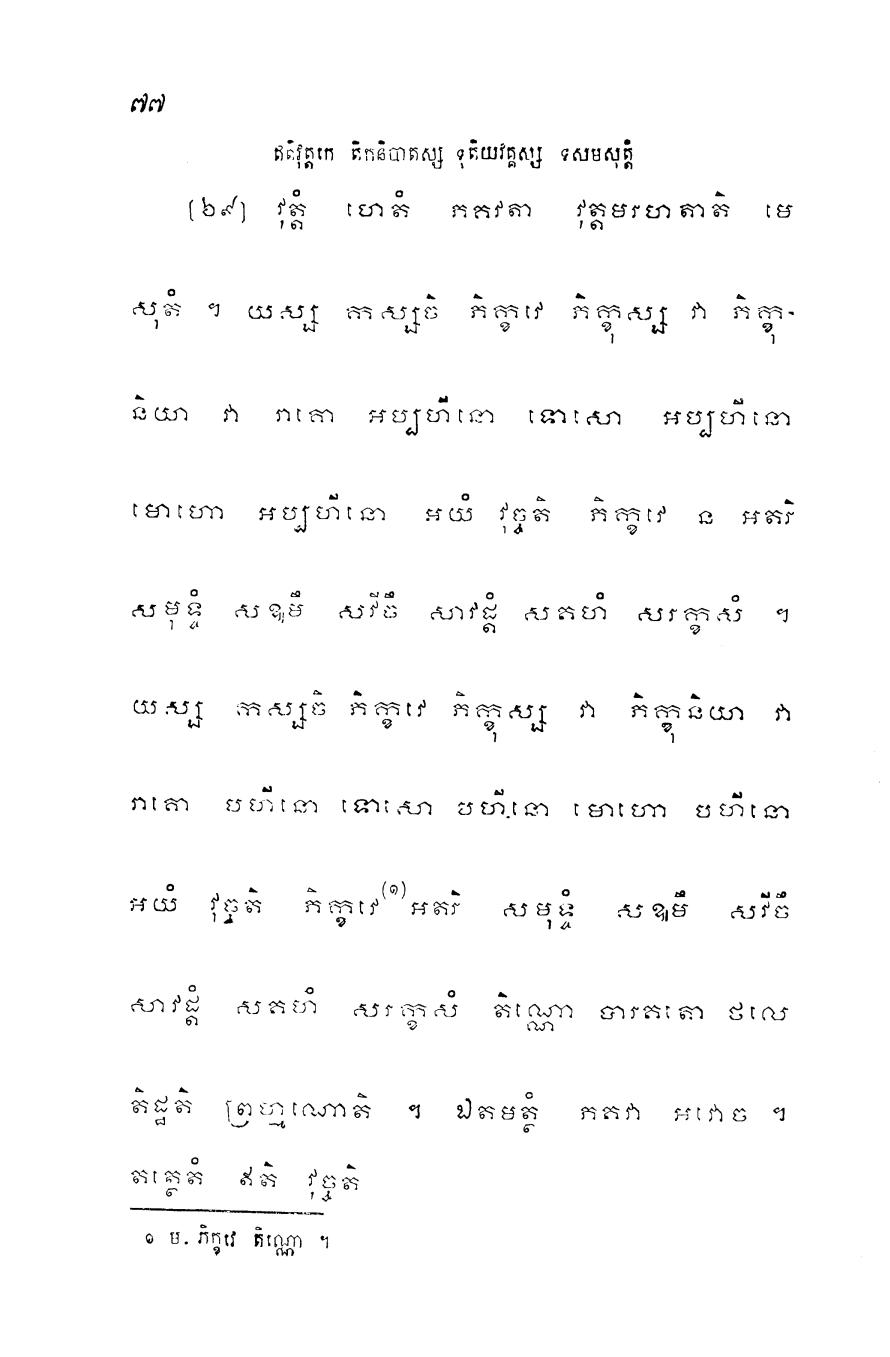 ៧៧
ឥតិវុត្តកេ តិកនិបាតស្ស ទុតិយវគ្គស្ស ទសមសុត្តំ
[៦៩] វុត្តំ ហេតំ ភគវតា វុត្តមរហតាតិ មេ
សុតំ ។ យស្ស កស្សចិ ភិក្ខវេ ភិក្ខុស្ស វា ភិក្ខុ-
និយា វា រាគោ អប្បហីនោ ទោសោ អប្បហីនោ
មោហោ អប្បហីនោ អយំ វុច្ចតិ ភិក្ខវេ ន អតរិ
សមុទ្ទំ សឩមឹ សវីចឹ សាវដ្តំ សគហំ សរក្ខសំ ។
យស្ស កស្សចិ ភិក្ខវេ ភិក្ខុស្ស វា ភិក្ខុនិយា វា
រាគោ បហីនោ ទោសោ បហីនោ មោហោ បហីនោ
អយំ វុច្ចតិ ភិក្ខវេ(១) អតរិ សមុទ្ទំ សឩមឹ សវីចឹ
សាវដ្តំ សគហំ សរក្ខសំ តិណ្ណោ បារគតោ ថលេ
តិដ្ឋតិ ព្រហ្មណោតិ ។ ឯតមត្ថំ ភគវា អវោច ។
តត្ថេតំ ឥតិ វុច្ចតិ
១ ម. ភិក្ខវេ តិណ្ណោ ។